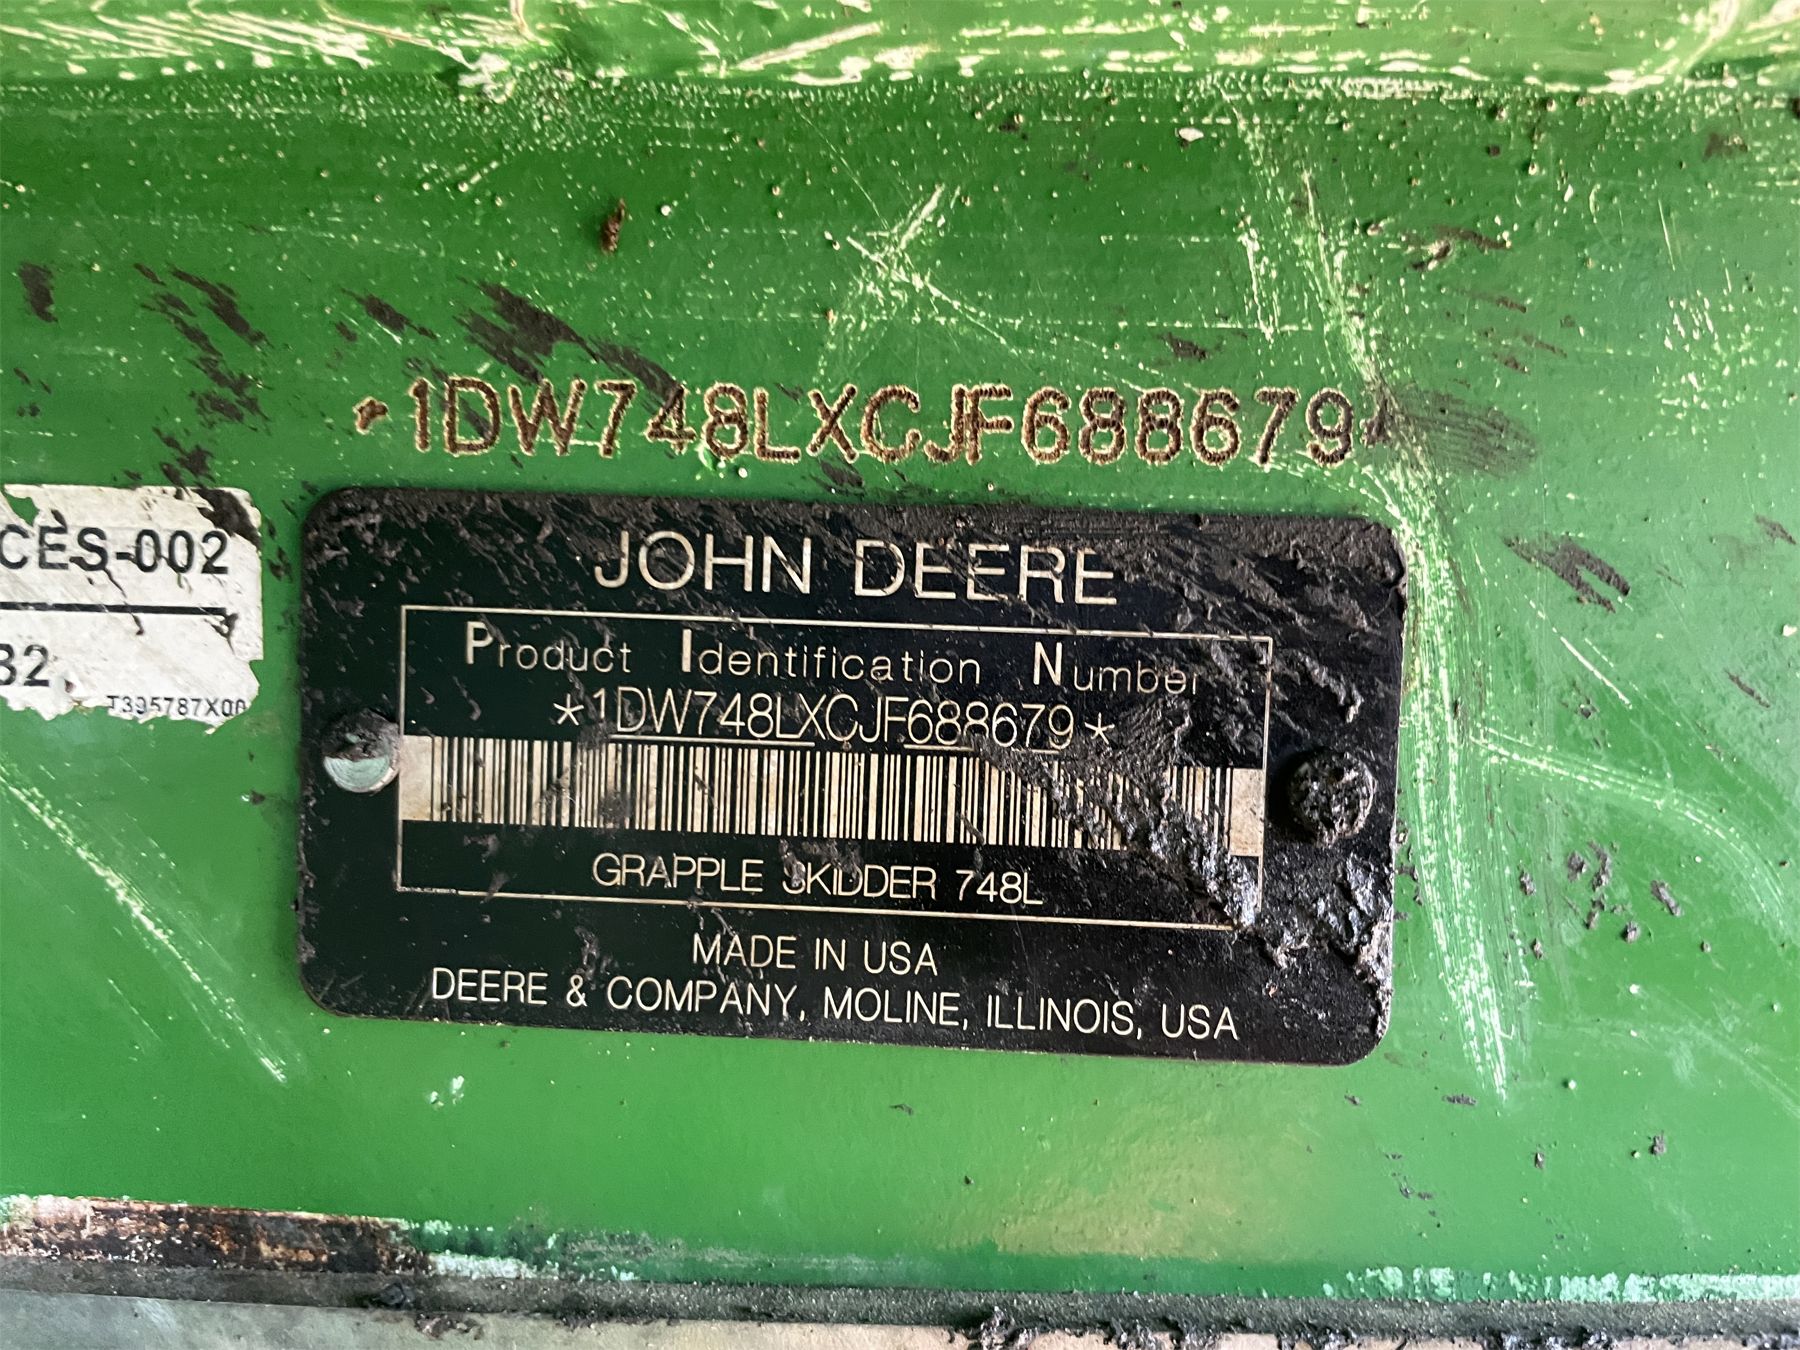 *1DW748LXCJF688679*
CES-002
32
T395787X00
JOHN DEERE
Product Identification Number
*1DW748LXCJF688679*
GRAPPLE SKIDDER 748L
MADE IN USA
DEERE & COMPANY, MOLINE, ILLINOIS, USA